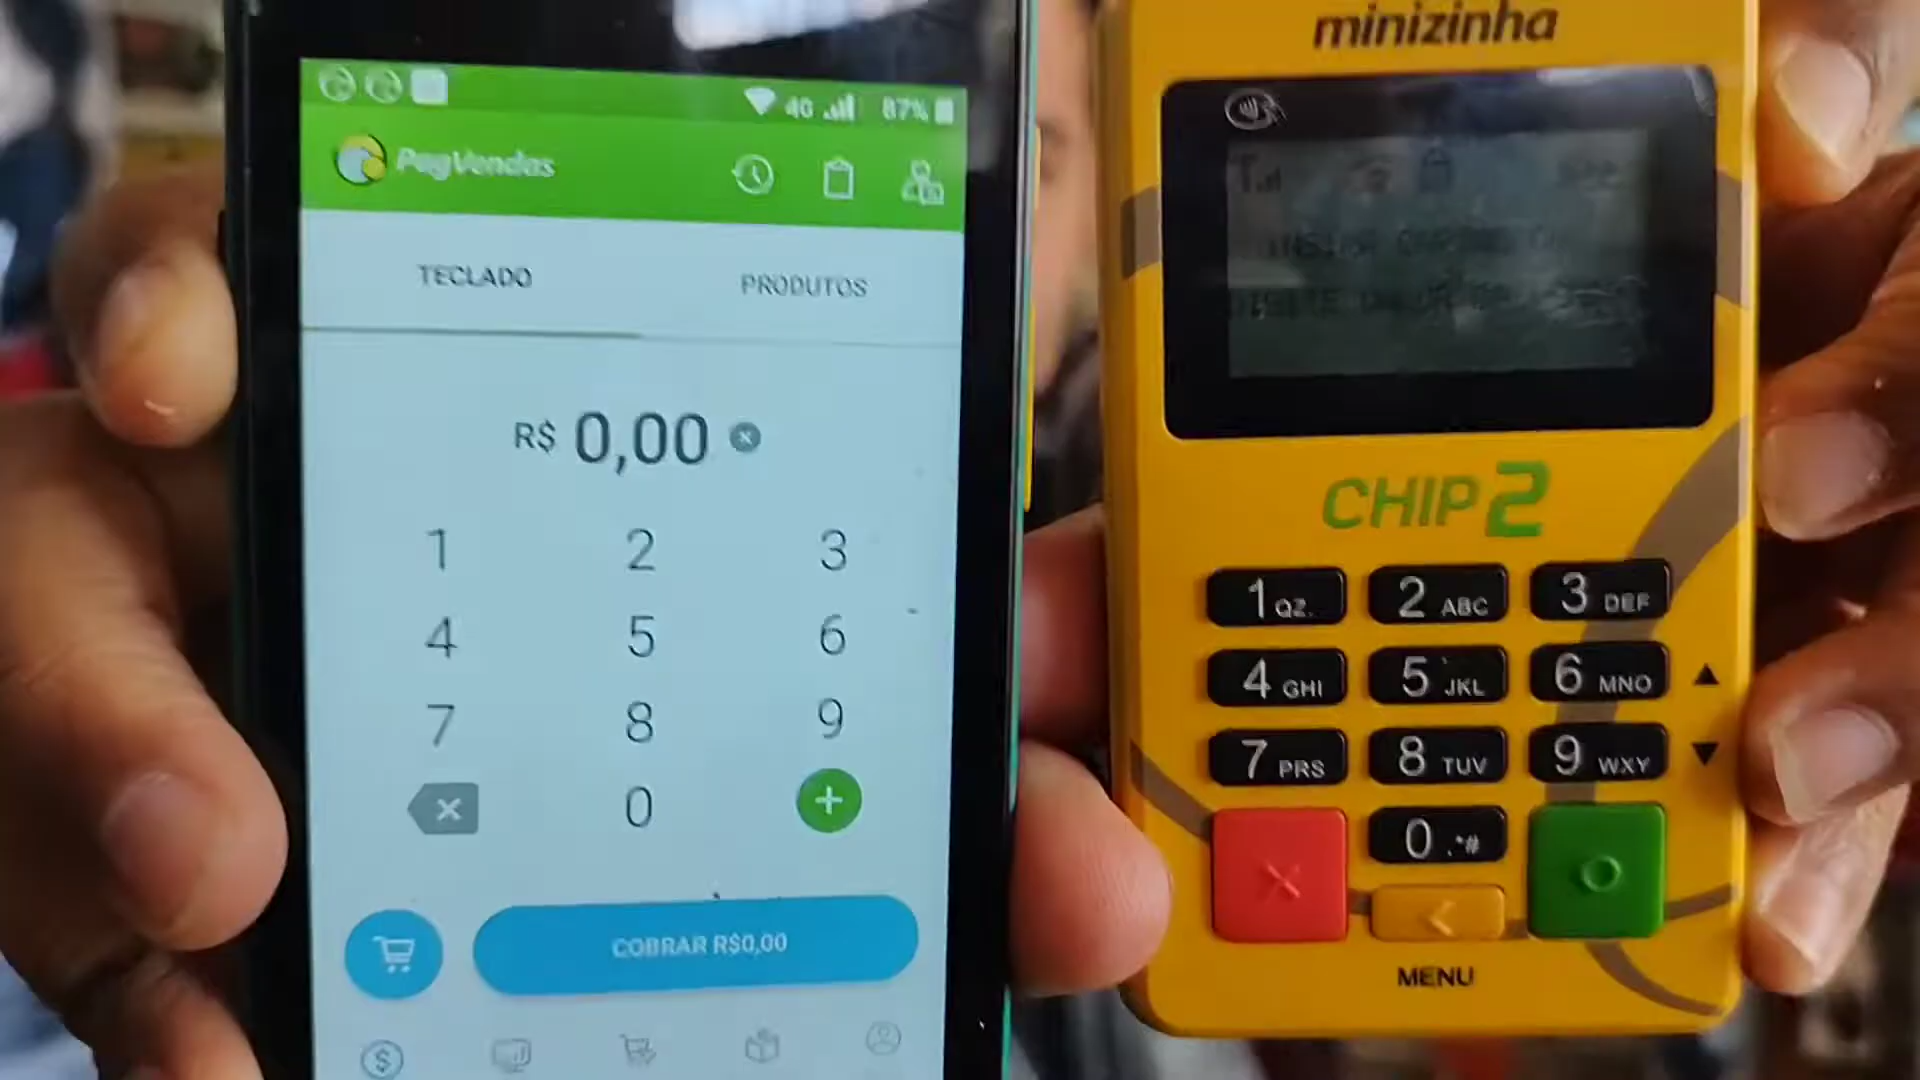 4G 87%
PagVendas
TECLADO PRODUTOS
R$ 0,00
1 2 3
4 5 6
7 8 9
0 +
COBRAR R$0,00
minizinha
CHIP 2
1 QZ. 2 ABC 3 DEF
4 GHI 5 JKL 6 MNO
7 PRS 8 TUV 9 WXY
0 .*#
MENU